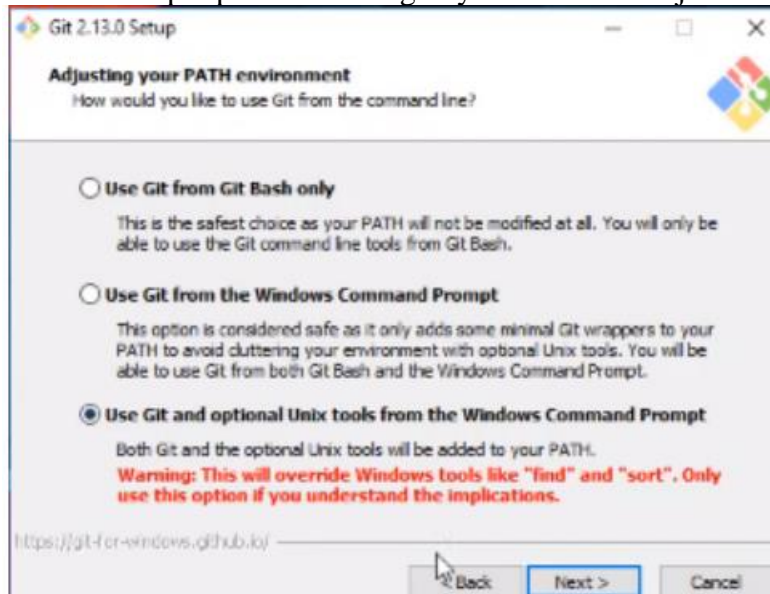 Git 2.13.0 Setup
Adjusting your PATH environment
How would you like to use Git from the command line?
Use Git from Git Bash only
This is the safest choice as your PATH will not be modified at all. You will only be
able to use the Git command line tools from Git Bash.
Use Git from the Windows Command Prompt
This option is considered safe as it only adds some minimal Git wrappers to your
PATH to avoid cluttering your environment with optional Unix tools. You will be
able to use Git from both Git Bash and the Windows Command Prompt.
Use Git and optional Unix tools from the Windows Command Prompt
Both Git and the optional Unix tools will be added to your PATH.
Warning: This will override Windows tools like "find" and "sort". Only
use this option if you understand the implications.
https://git-for-windows.github.io/
< Back Next > Cancel